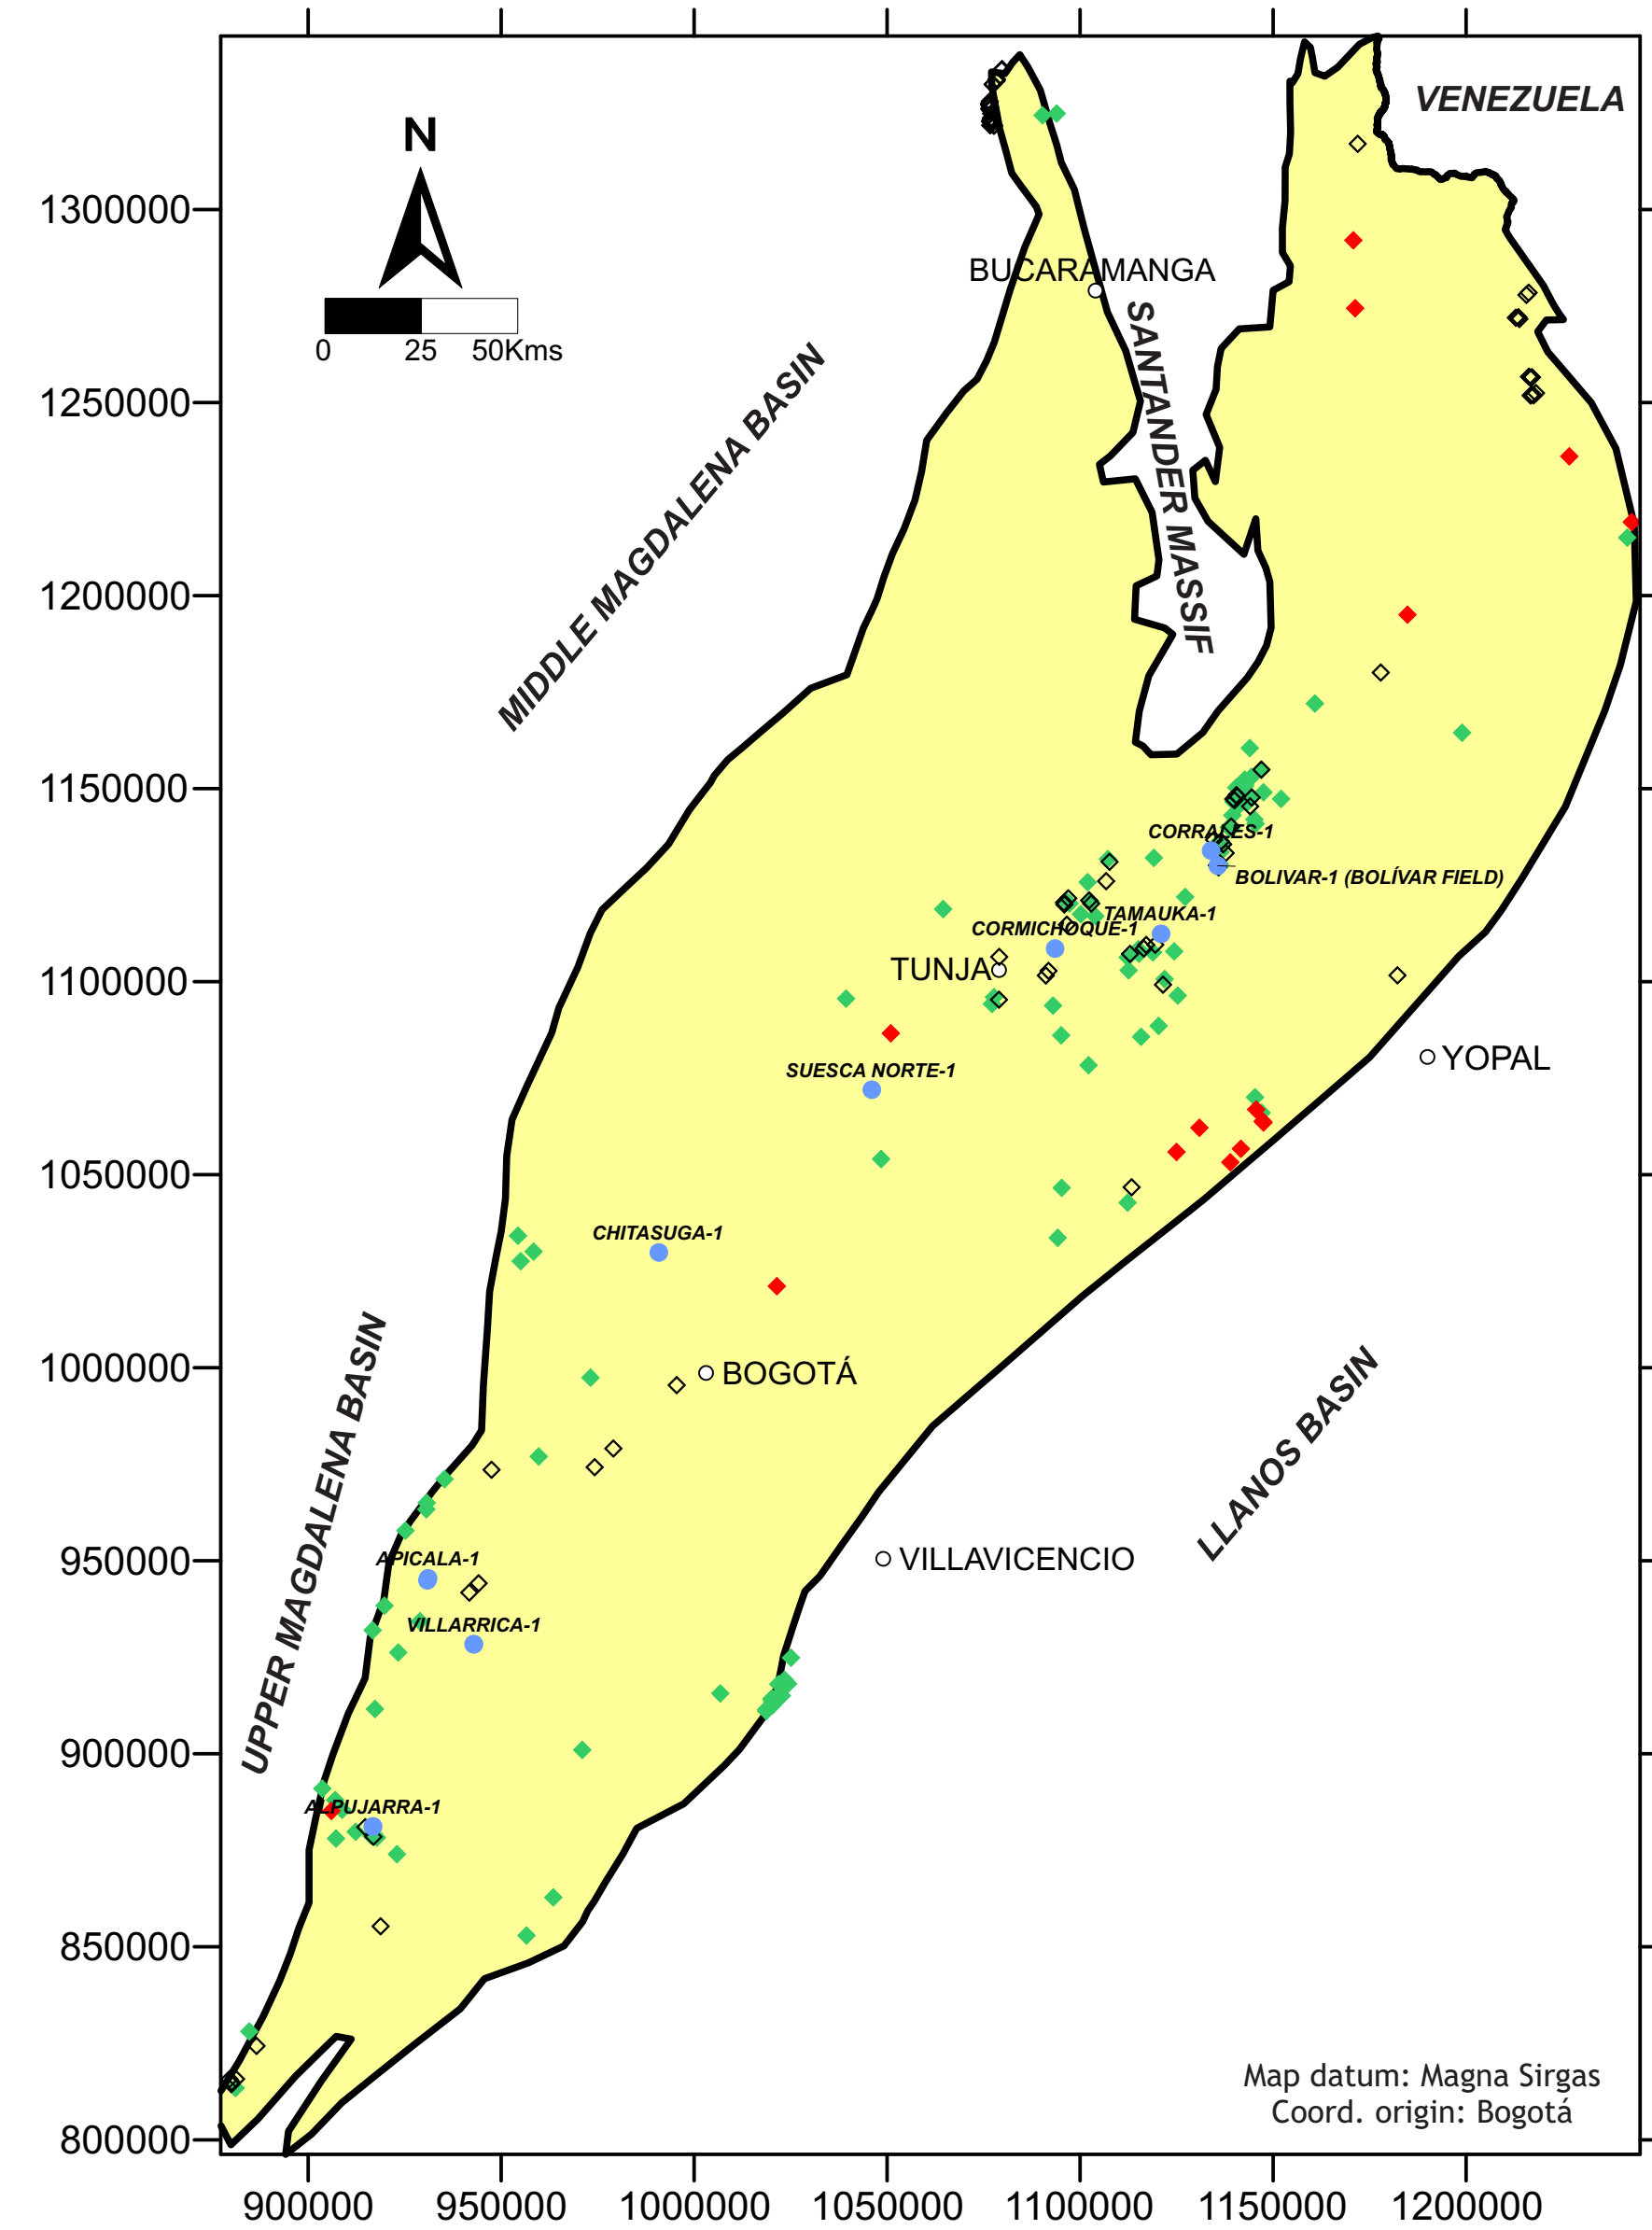 VENEZUELA
N
1300000
BUCARAMANGA
SANTANDER MASSIF
0 25 50Kms
MIDDLE MAGDALENA BASIN
1250000
1200000
1150000
CORRALES-1
BOLIVAR-1 (BOLÍVAR FIELD)
TAMAUKA-1
CORMICHOQUE-1
TUNJA
1100000
YOPAL
SUESCA NORTE-1
1050000
CHITASUGA-1
UPPER MAGDALENA BASIN
1000000
BOGOTÁ
LLANOS BASIN
950000
APICALA-1
VILLAVICENCIO
VILLARRICA-1
900000
ALPUJARRA-1
850000
Map datum: Magna Sirgas
Coord. origin: Bogotá
800000
900000 950000 1000000 1050000 1100000 1150000 1200000